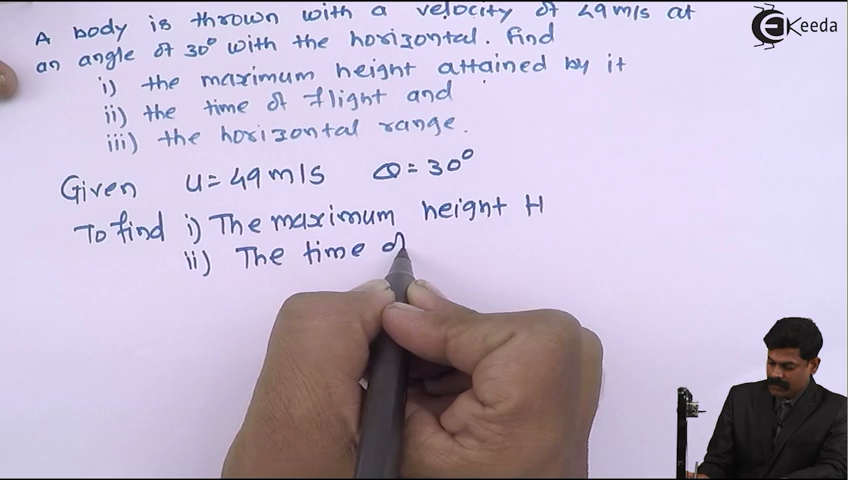 A body is thrown with a velocity of 49 m/s at
an angle of 30° with the horizontal. Find
i) the maximum height attained by it
ii) the time of flight and
iii) the horizontal range.
Given u = 49 m/s θ = 30°
To find i) The maximum height H
ii) The time of
Ekeeda